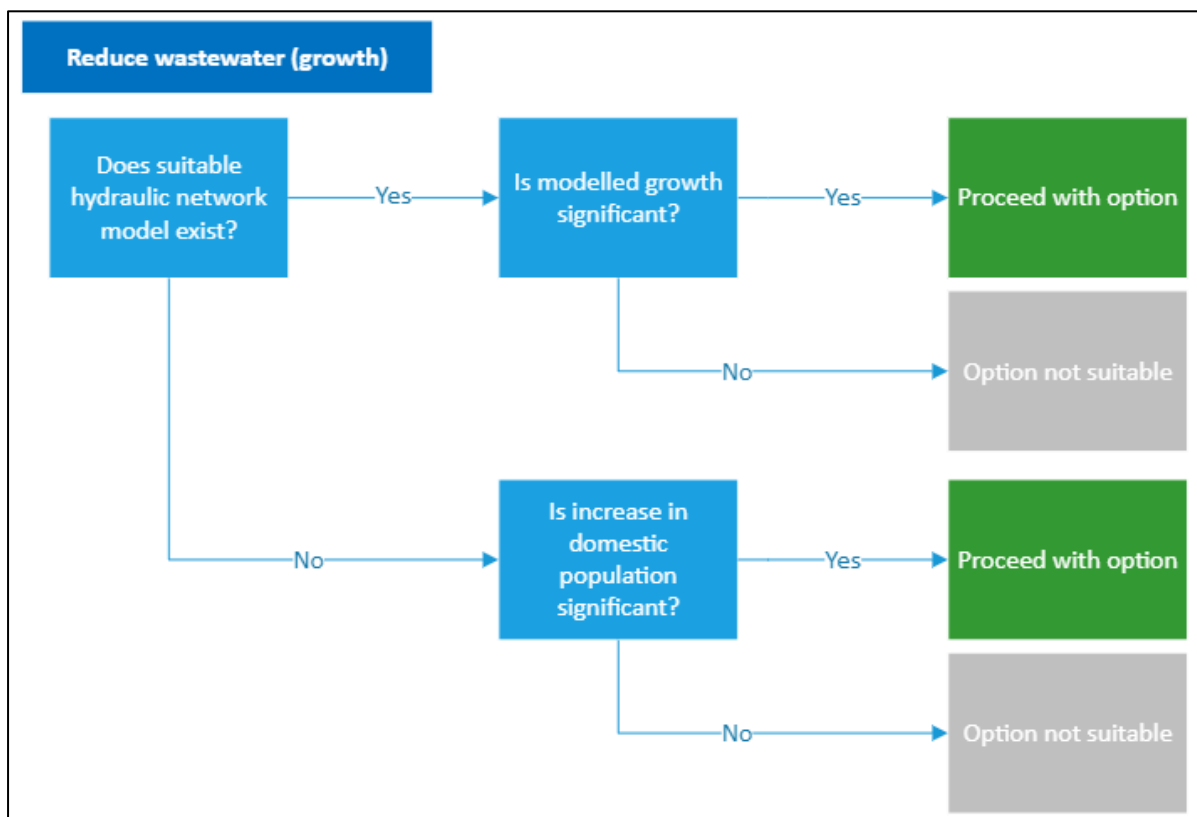 Reduce wastewater (growth)
Does suitable
hydraulic network
model exist?
Yes
Is modelled growth
significant?
Yes
Proceed with option
No
Option not suitable
No
Is increase in
domestic
population
significant?
Yes
Proceed with option
No
Option not suitable